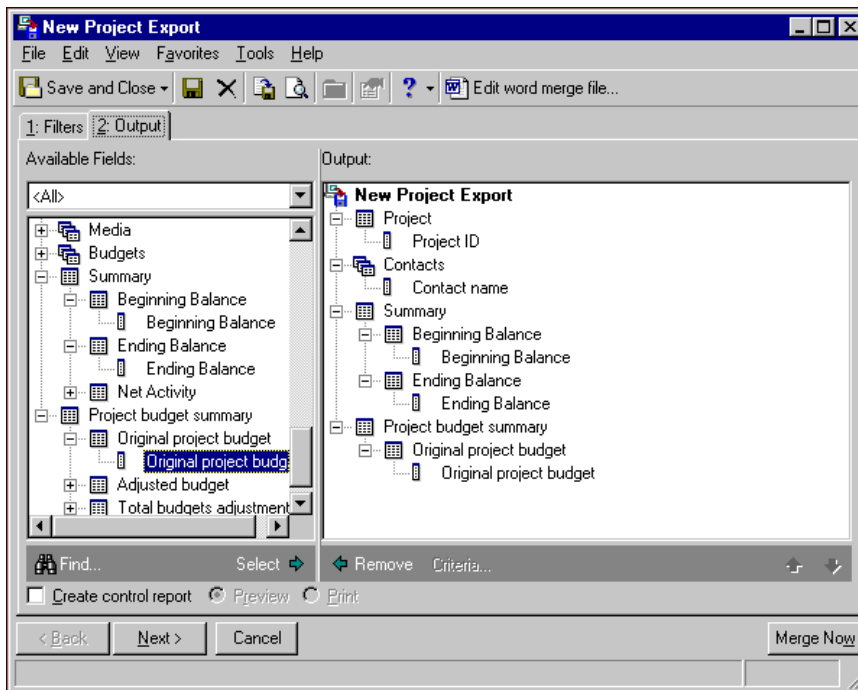 New Project Export
File Edit View Favorites Tools Help
Save and Close ? Edit word merge file...
1: Filters 2: Output
Available Fields:
<All>
Media
Budgets
Summary
Beginning Balance
Beginning Balance
Ending Balance
Ending Balance
Net Activity
Project budget summary
Original project budget
Original project budg
Adjusted budget
Total budgets adjustment
Find... Select
Output:
New Project Export
Project
Project ID
Contacts
Contact name
Summary
Beginning Balance
Beginning Balance
Ending Balance
Ending Balance
Project budget summary
Original project budget
Original project budget
Remove Criteria...
Create control report Preview Print
< Back Next > Cancel Merge Now